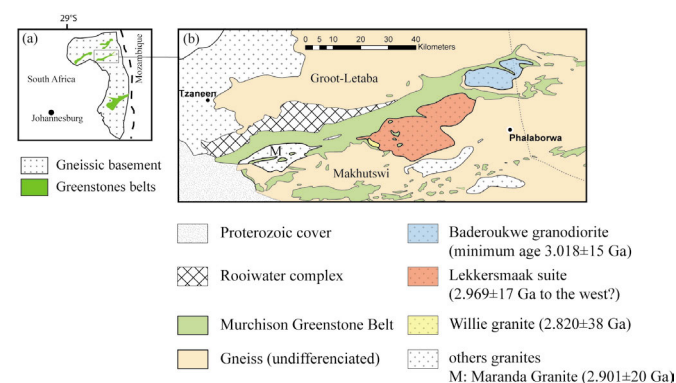 29°S
(a)
Mozambique
South Africa
Johannesburg
Gneissic basement
Greenstones belts
(b)
0 5 10 20 30 40
Kilometers
Groot-Letaba
Tzaneen
Phalaborwa
M
Makhutswi
Proterozoic cover
Rooiwater complex
Murchison Greenstone Belt
Gneiss (undifferenciated)
Baderoukwe granodiorite
(minimum age 3.018±15 Ga)
Lekkersmaak suite
(2.969±17 Ga to the west?)
Willie granite (2.820±38 Ga)
others granites
M: Maranda Granite (2.901±20 Ga)